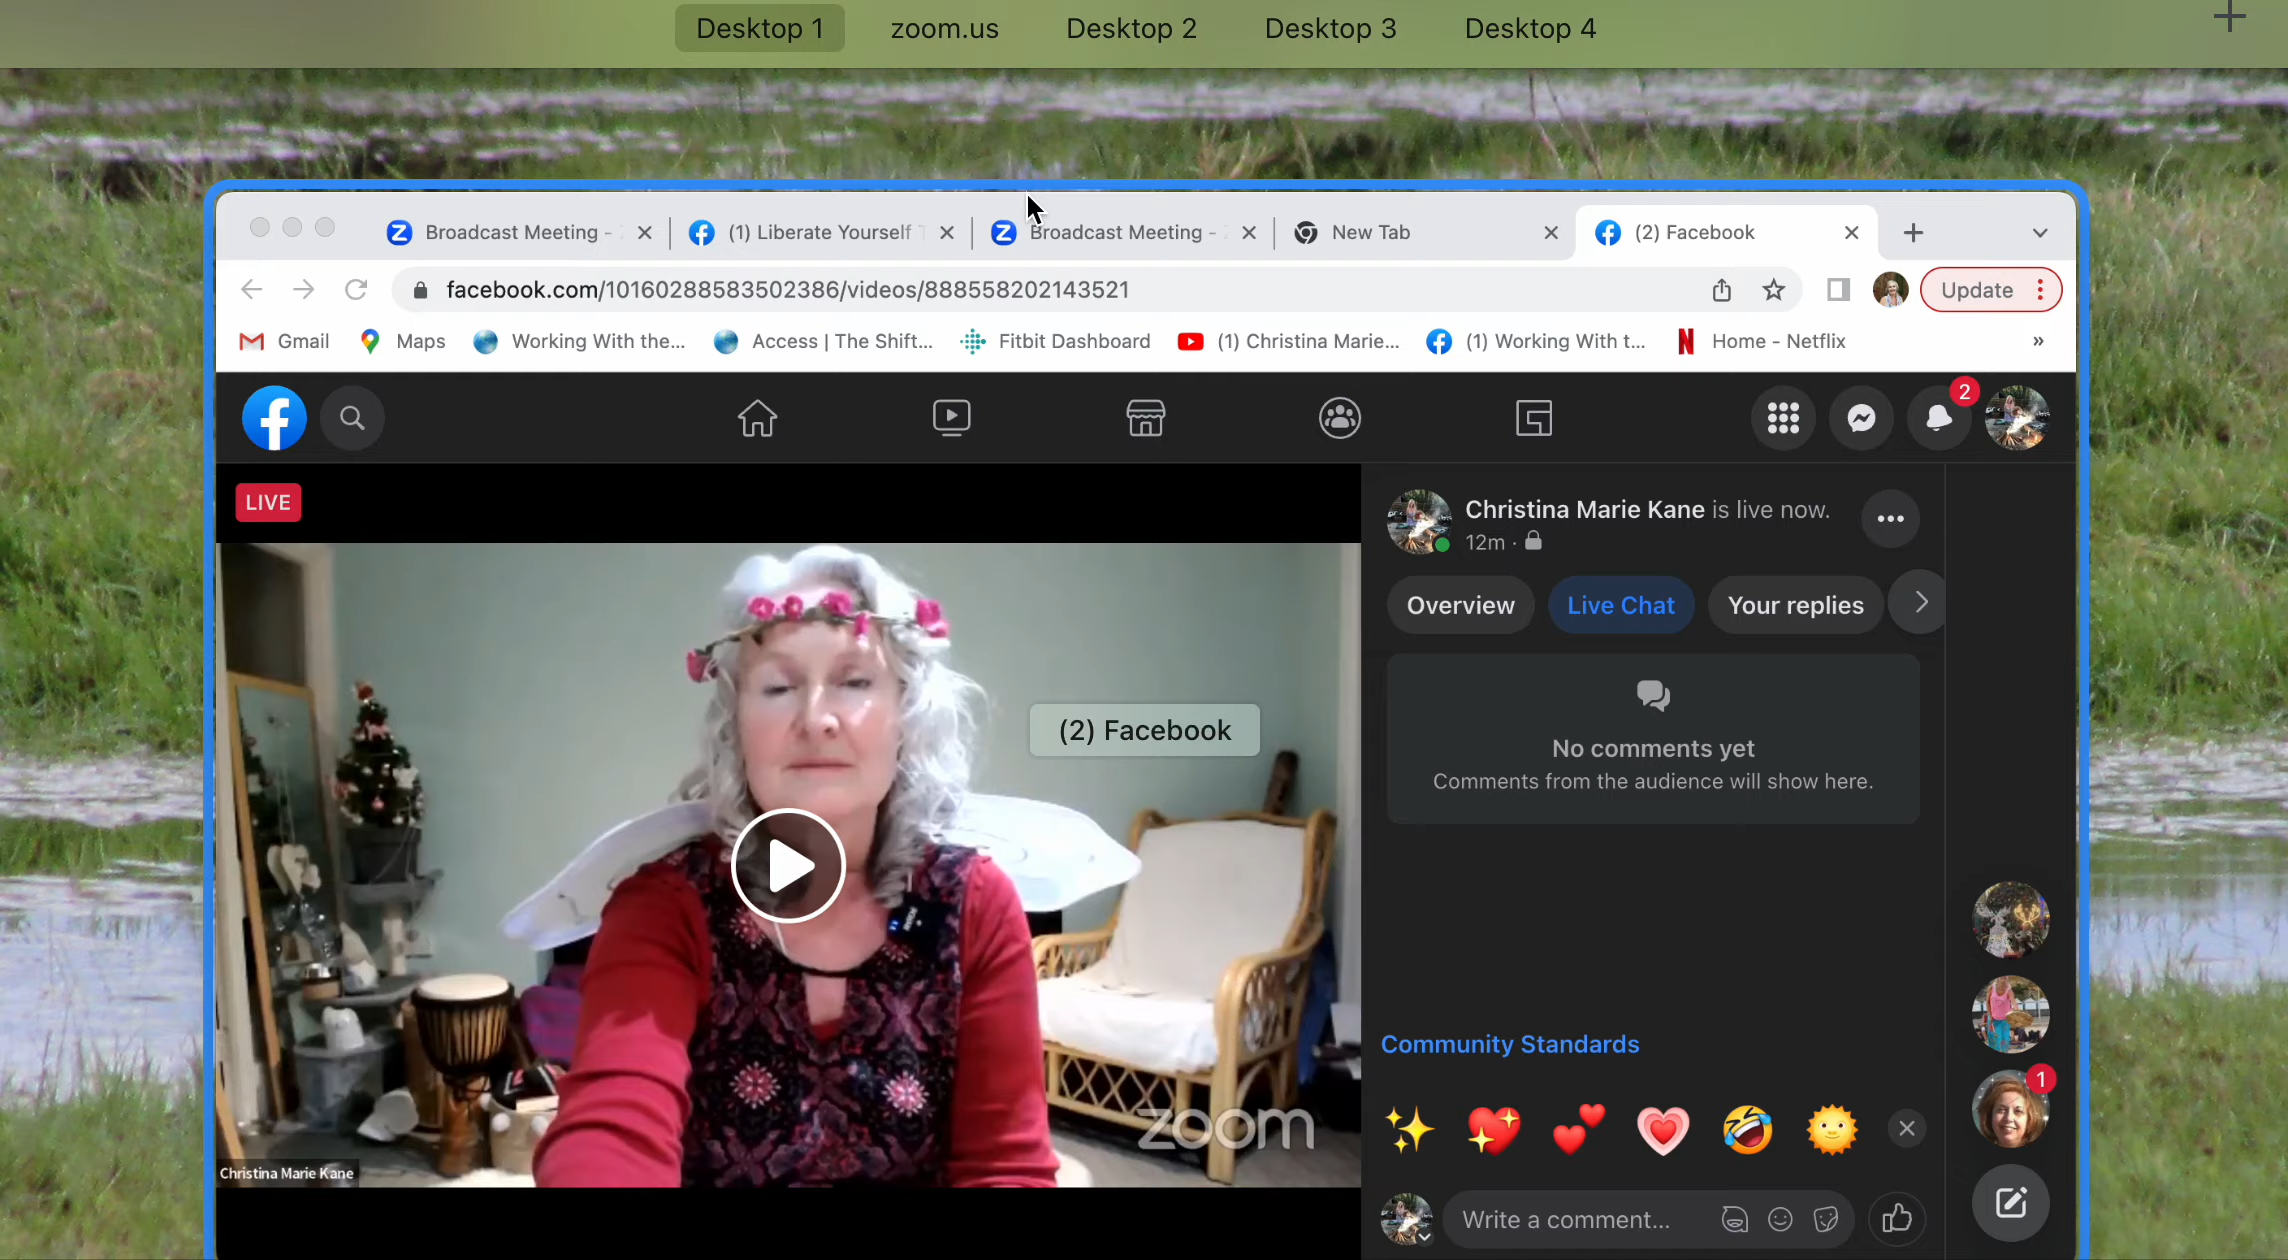 Desktop 1 zoom.us Desktop 2 Desktop 3 Desktop 4
Broadcast Meeting - (1) Liberate Yourself Broadcast Meeting - New Tab (2) Facebook
facebook.com/10160288583502386/videos/888558202143521 Update
Gmail Maps Working With the... Access | The Shift... Fitbit Dashboard (1) Christina Marie... (1) Working With t... Home - Netflix »
2
LIVE
Christina Marie Kane is live now.
12m ·
Overview Live Chat Your replies
(2) Facebook
No comments yet
Comments from the audience will show here.
Community Standards
1
zoom
Christina Marie Kane
Write a comment...